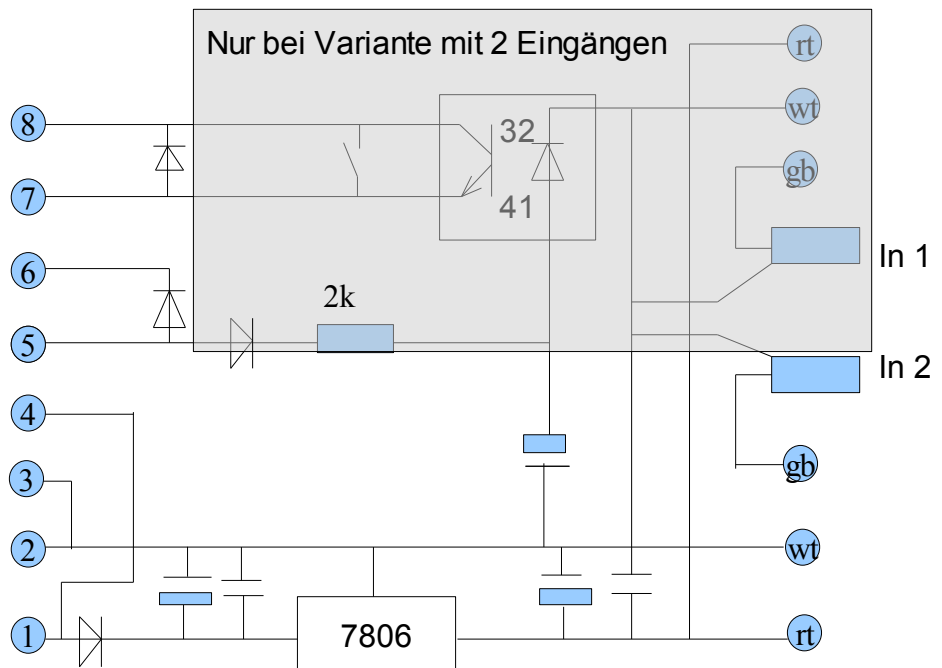 Nur bei Variante mit 2 Eingängen
rt
8
32
wt
7
41
gb
6
In 1
2k
5
In 2
4
3
gb
2
wt
1
7806
rt